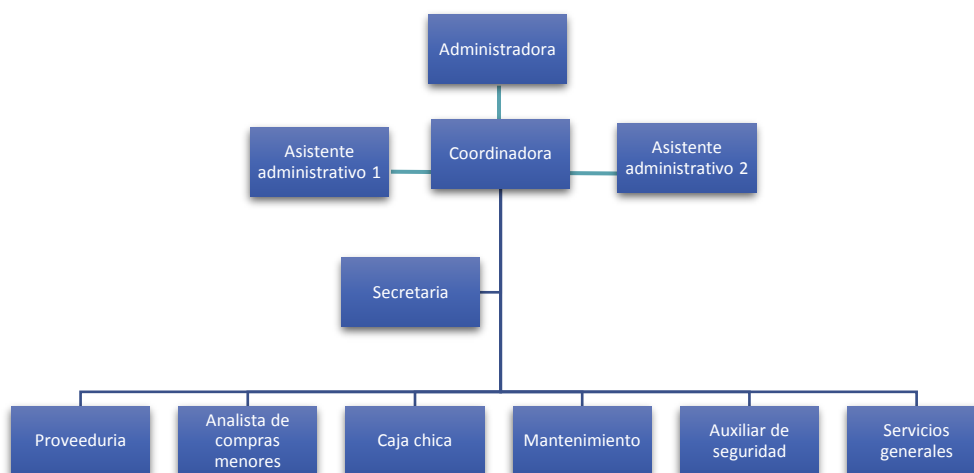 Administradora
Asistente
administrativo 1
Coordinadora
Asistente
administrativo 2
Secretaria
Proveeduria
Analista de
compras
menores
Caja chica
Mantenimiento
Auxiliar de
seguridad
Servicios
generales